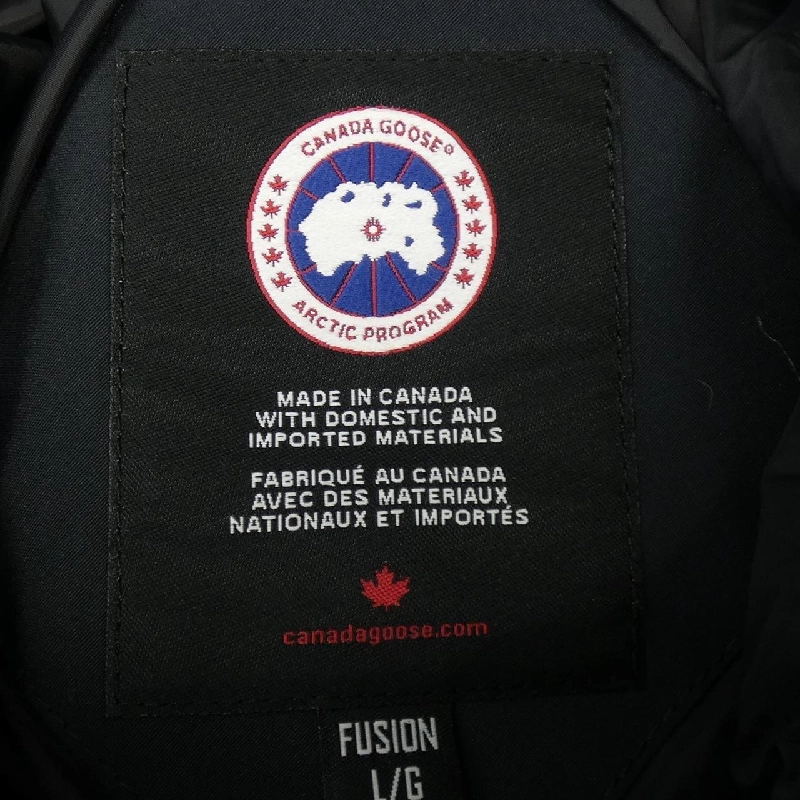 CANADA GOOSE®
ARCTIC PROGRAM
MADE IN CANADA
WITH DOMESTIC AND
IMPORTED MATERIALS
FABRIQUÉ AU CANADA
AVEC DES MATERIAUX
NATIONAUX ET IMPORTÉS
canadagoose.com
FUSION
L/G